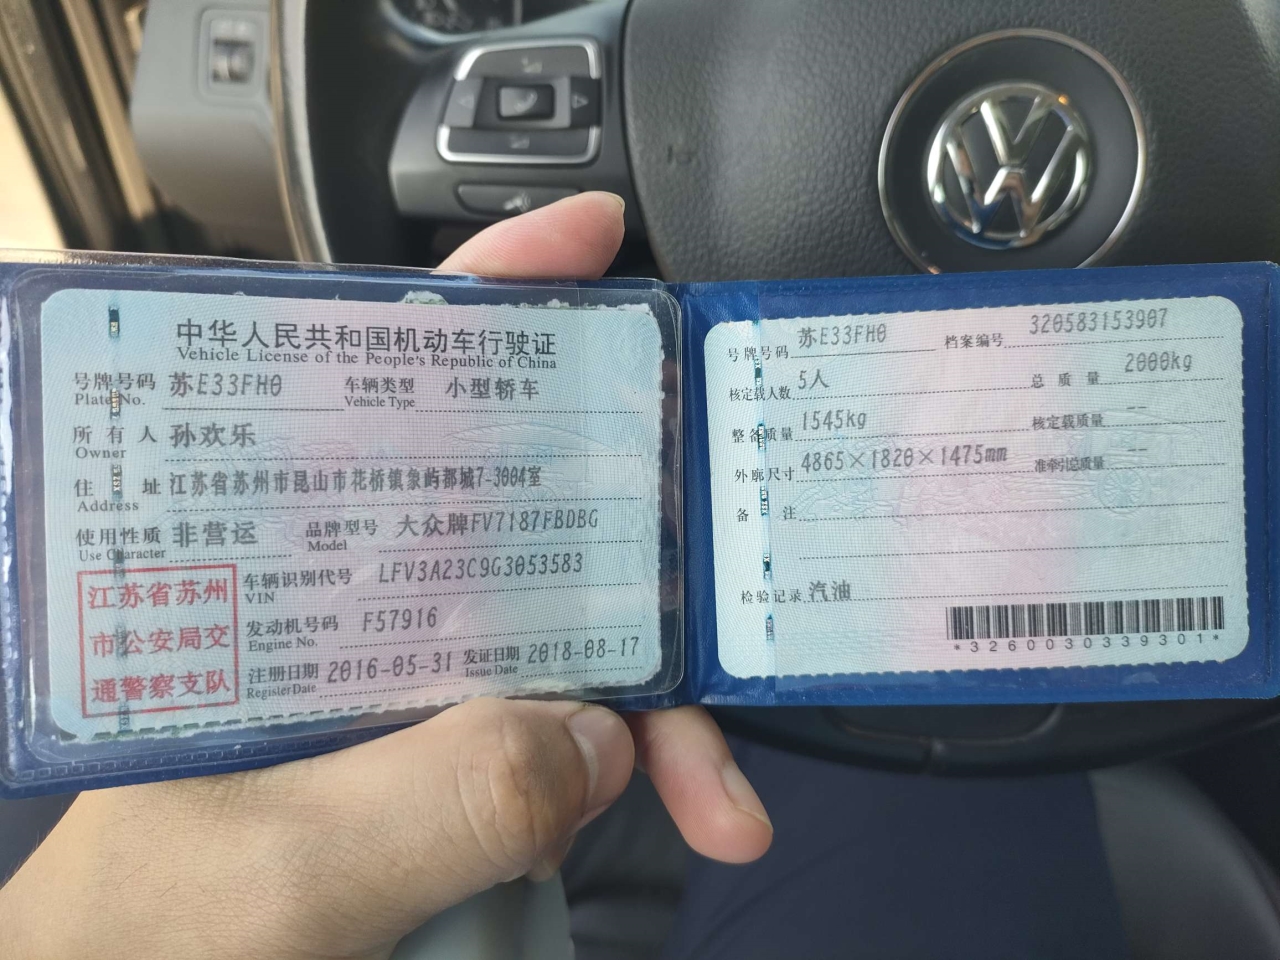 中华人民共和国机动车行驶证
Vehicle License of the People's Republic of China
号牌号码 苏E33FH0 车辆类型 小型轿车
Plate No. Vehicle Type
所有人 孙欢乐
Owner
住址 江苏省苏州市昆山市花桥镇象屿都城7-3004室
Address
使用性质 非营运 品牌型号 大众牌FV7187FBDBG
Use Character Model
江苏省苏州
市公安局交
通警察支队
车辆识别代号 LFV3A23C9G3053583
VIN
发动机号码 F57916
Engine No.
注册日期 2016-05-31 发证日期 2018-08-17
Register Date Issue Date
号牌号码 苏E33FH0 档案编号 320583153907
核定载人数 5人 总质量 2000kg
整备质量 1545kg 核定载质量 --
外廓尺寸 4865×1820×1475mm 准牵引总质量 --
备注
检验记录 汽油
*3260030339301*